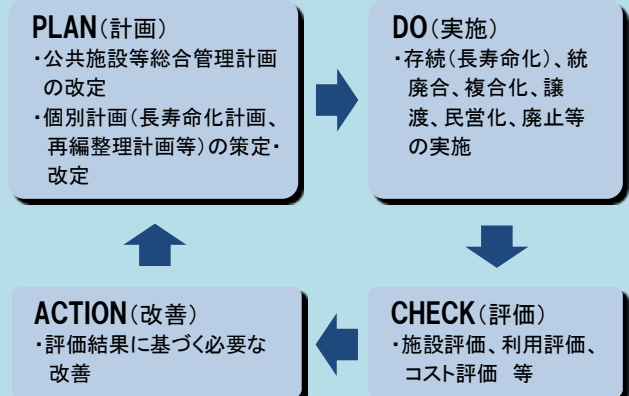 PLAN(計画)
・公共施設等総合管理計画
の改定
・個別計画(長寿命化計画、
再編整理計画等)の策定・
改定
DO(実施)
・存続(長寿命化)、統
廃合、複合化、譲
渡、民営化、廃止等
の実施
ACTION(改善)
・評価結果に基づく必要な
改善
CHECK(評価)
・施設評価、利用評価、
コスト評価 等